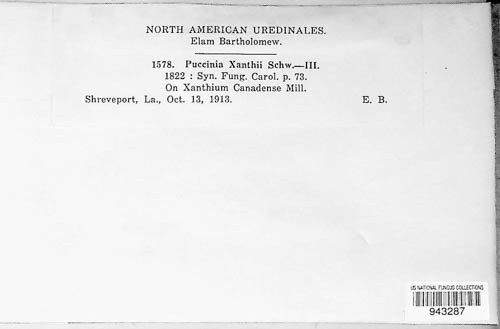 NORTH AMERICAN UREDINALES.
Elam Bartholomew.
1578. Puccinia Xanthii Schw.—III.
1822 : Syn. Fung. Carol. p. 73.
On Xanthium Canadense Mill.
Shreveport, La., Oct. 13, 1913. E. B.
US NATIONAL FUNGUS COLLECTIONS
943287